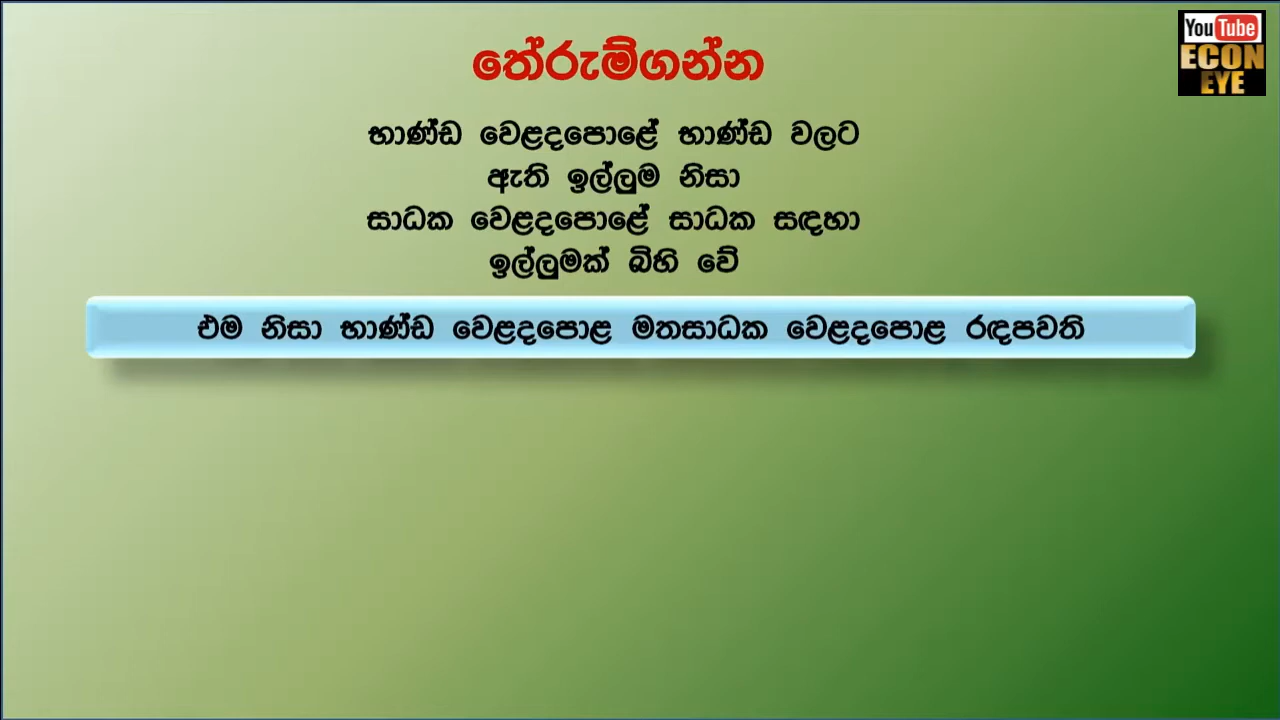 YouTube
ECON
EYE
තේරුම්ගන්න
භාණ්ඩ වෙළදපොළේ භාණ්ඩ වලට
ඇති ඉල්ලුම නිසා
සාධක වෙළදපොළේ සාධක සඳහා
ඉල්ලුමක් බිහි වේ
එම නිසා භාණ්ඩ වෙළදපොළ මතසාධක වෙළදපොළ රඳපවති